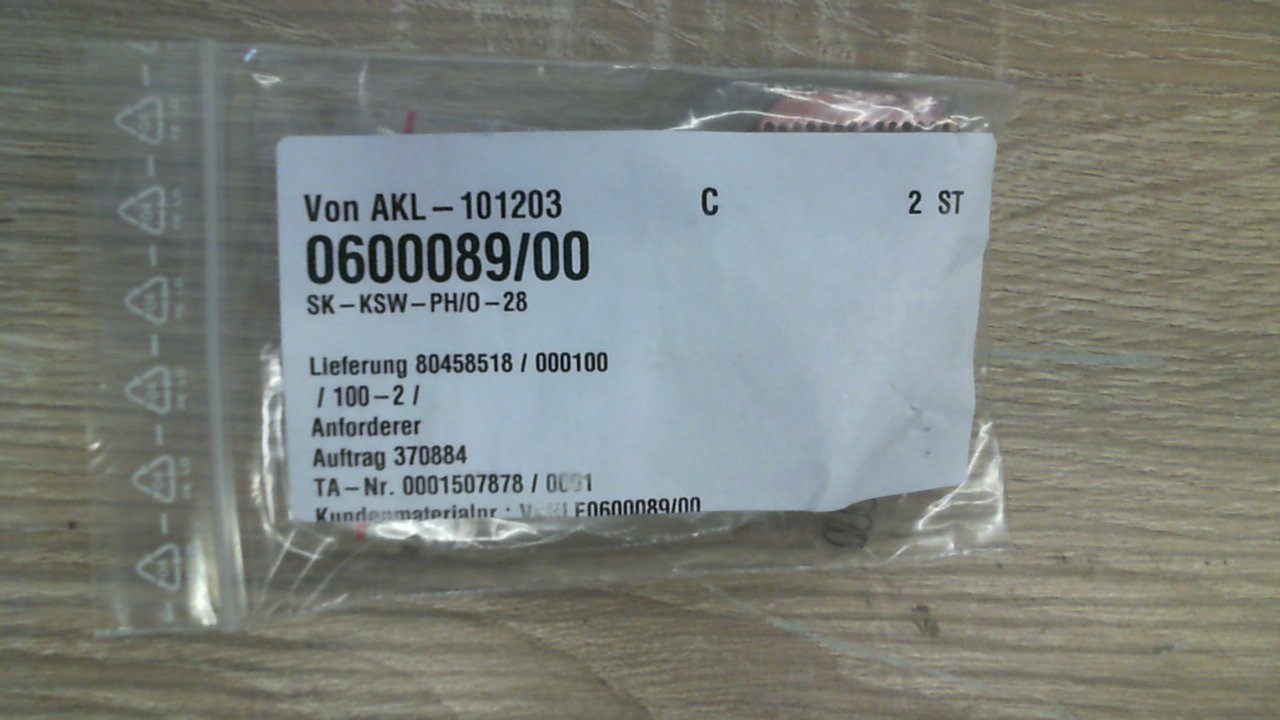 Von AKL-101203 C 2 ST
0600089/00
SK-KSW-PH/O-28
Lieferung 80458518 / 000100
/ 100-2 /
Anforderer
Auftrag 370884
TA-Nr. 0001507878 /
Kundenmaterialnr :